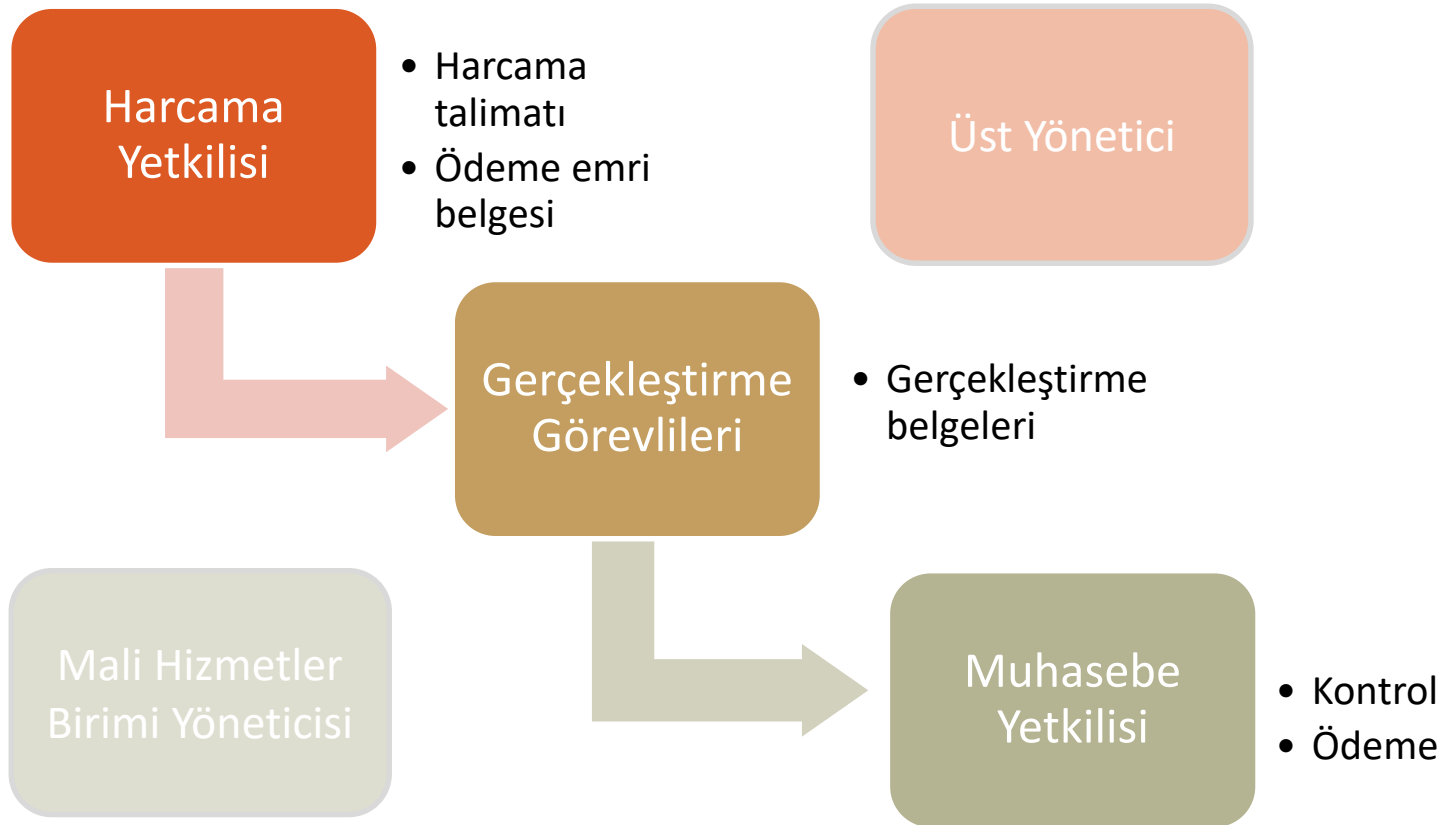 Harcama
Yetkilisi
• Harcama
talimatı
• Ödeme emri
belgesi
Üst Yönetici
Gerçekleştirme
Görevlileri
• Gerçekleştirme
belgeleri
Mali Hizmetler
Birimi Yöneticisi
Muhasebe
Yetkilisi
• Kontrol
• Ödeme